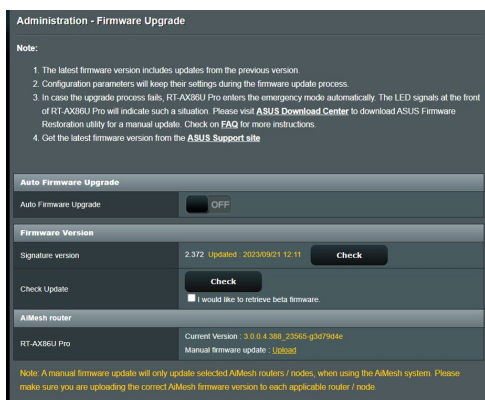 Administration - Firmware Upgrade
Note:
1. The latest firmware version includes updates from the previous version.
2. Configuration parameters will keep their settings during the firmware update process.
3. In case the upgrade process fails, RT-AX86U Pro enters the emergency mode automatically. The LED signals at the front
of RT-AX86U Pro will indicate such a situation. Please visit ASUS Download Center to download ASUS Firmware
Restoration utility for a manual update. Check on FAQ for more instructions.
4. Get the latest firmware version from the ASUS Support site
Auto Firmware Upgrade
Auto Firmware Upgrade OFF
Firmware Version
Signature version 2.372 Updated : 2023/09/21 12:11 Check
Check Update Check
I would like to retrieve beta firmware.
AiMesh router
RT-AX86U Pro Current Version : 3.0.0.4.388_23565-g3d79d4e
Manual firmware update : Upload
Note: A manual firmware update will only update selected AiMesh routers / nodes, when using the AiMesh system. Please
make sure you are uploading the correct AiMesh firmware version to each applicable router / node.